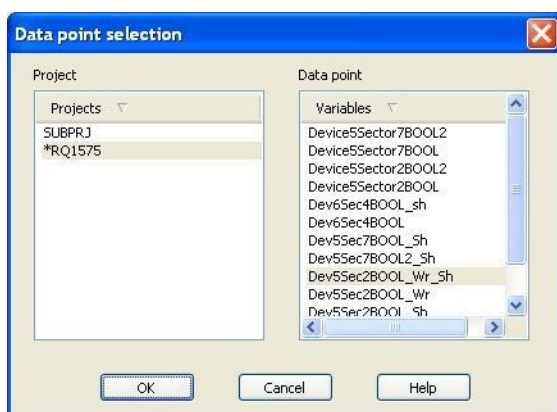 Data point selection
Project
Data point
Projects
Variables
SUBPRJ
*RQ1575
Device5Sector7BOOL2
Device5Sector7BOOL
Device5Sector2BOOL2
Device5Sector2BOOL
Dev6Sec4BOOL_sh
Dev6Sec4BOOL
Dev5Sec7BOOL_Sh
Dev5Sec7BOOL2_Sh
Dev5Sec2BOOL_Wr_Sh
Dev5Sec2BOOL_Wr
Dev5Sec2BOOL_Sh
OK
Cancel
Help